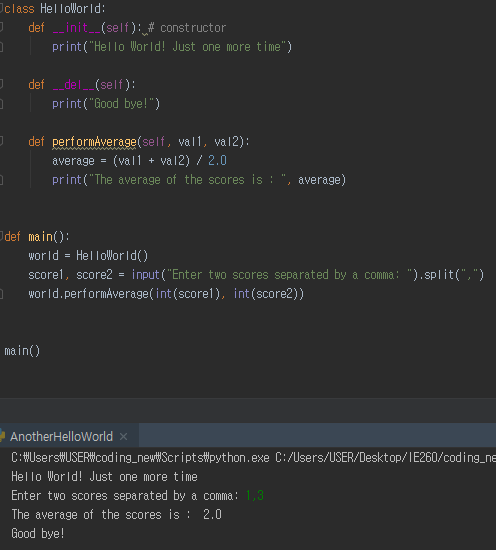 class HelloWorld:
    def __init__(self): # constructor
        print("Hello World! Just one more time")
    def __del__(self):
        print("Good bye!")
    def performAverage(self, val1, val2):
        average = (val1 + val2) / 2.0
        print("The average of the scores is : ", average)
def main():
    world = HelloWorld()
    score1, score2 = input("Enter two scores separated by a comma: ").split(",")
    world.performAverage(int(score1), int(score2))
main()
AnotherHelloWorld ×
C:₩Users₩USER₩coding_new₩Scripts₩python.exe C:/Users/USER/Desktop/IE260/coding_ne
Hello World! Just one more time
Enter two scores separated by a comma: 1,3
The average of the scores is :  2.0
Good bye!